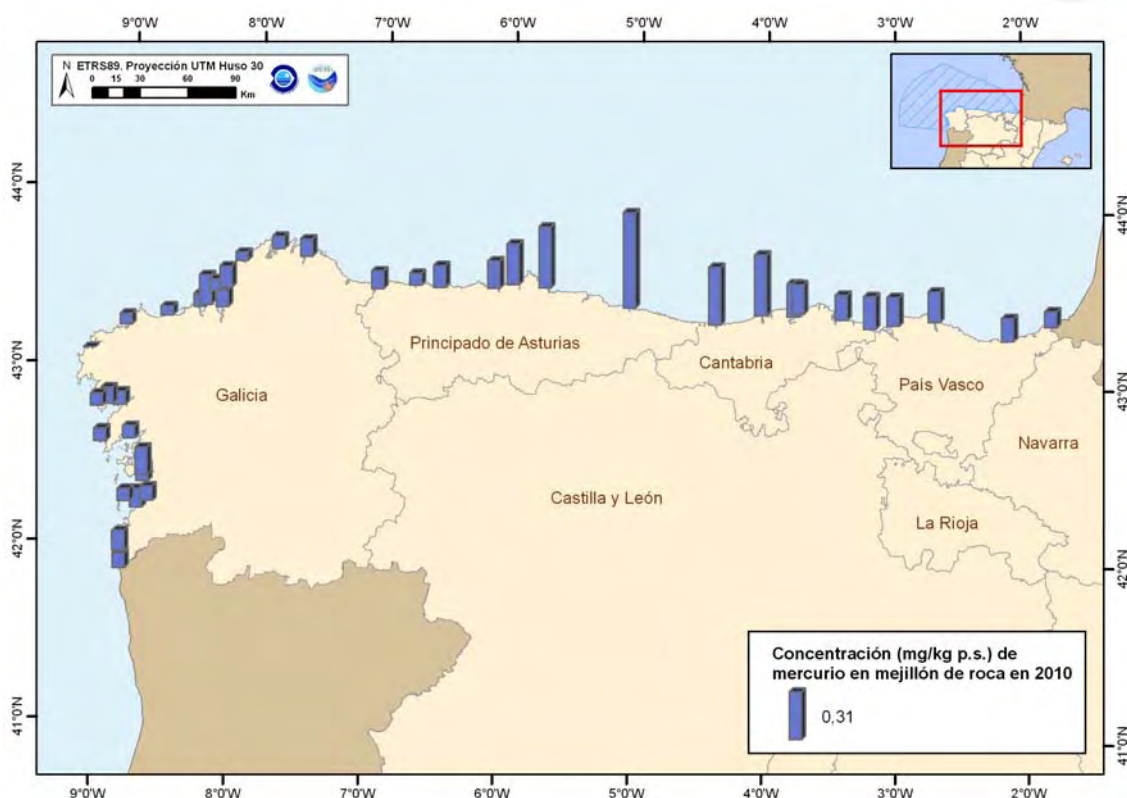 9°0'O 8°0'O 7°0'O 6°0'O 5°0'O 4°0'O 3°0'O 2°0'O
N ETRS89. Proyección UTM Huso 30
0 15 30 60 90
Km
44°0'N
44°0'N
43°0'N
43°0'N
42°0'N
42°0'N
41°0'N
41°0'N
Principado de Asturias
Cantabria
País Vasco
Galicia
Navarra
Castilla y León
La Rioja
Concentración (mg/kg p.s.) de
mercurio en mejillón de roca en 2010
0,31
9°0'O 8°0'O 7°0'O 6°0'O 5°0'O 4°0'O 3°0'O 2°0'O